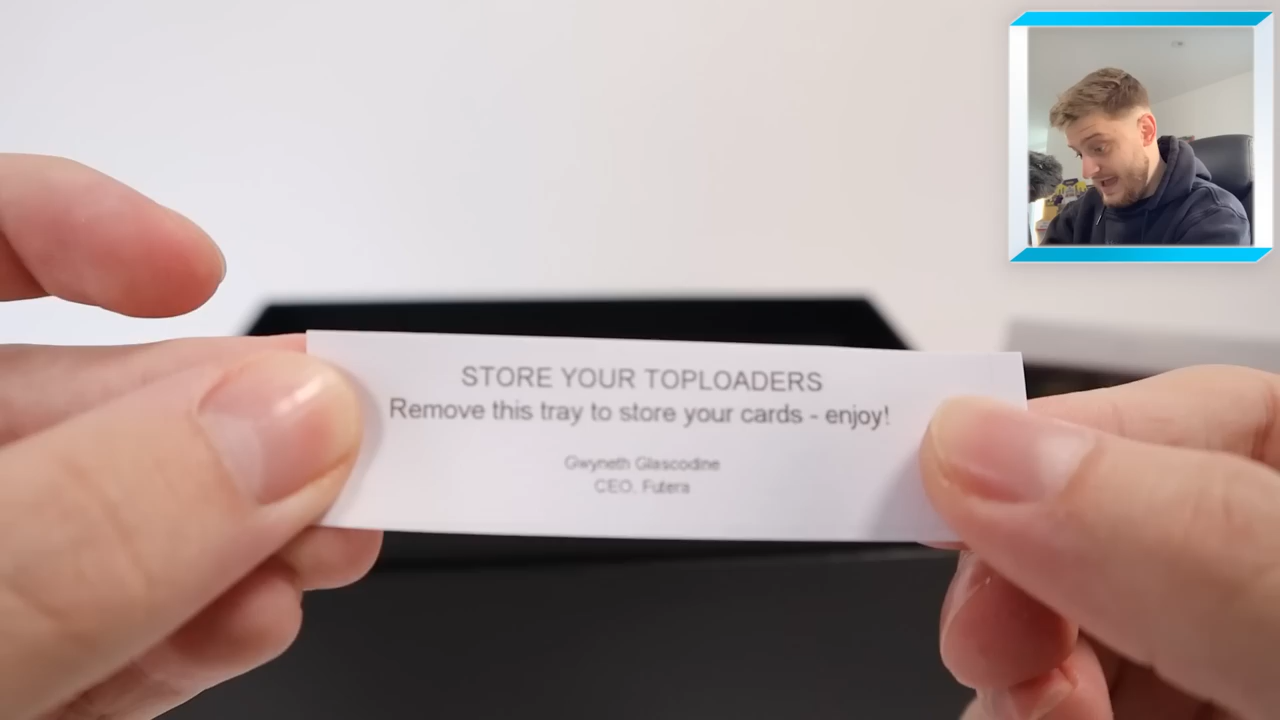 STORE YOUR TOPLOADERS
Remove this tray to store your cards - enjoy!
Gwyneth Glascodine
CEO, Futera